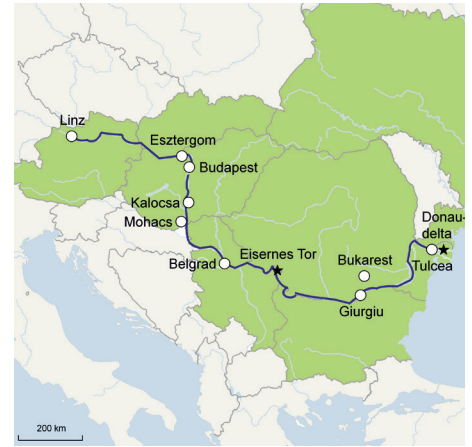 Linz
Esztergom
Budapest
Kalocsa
Mohacs
Donau-
delta
Belgrad
Eisernes Tor
Bukarest
Tulcea
Giurgiu
200 km